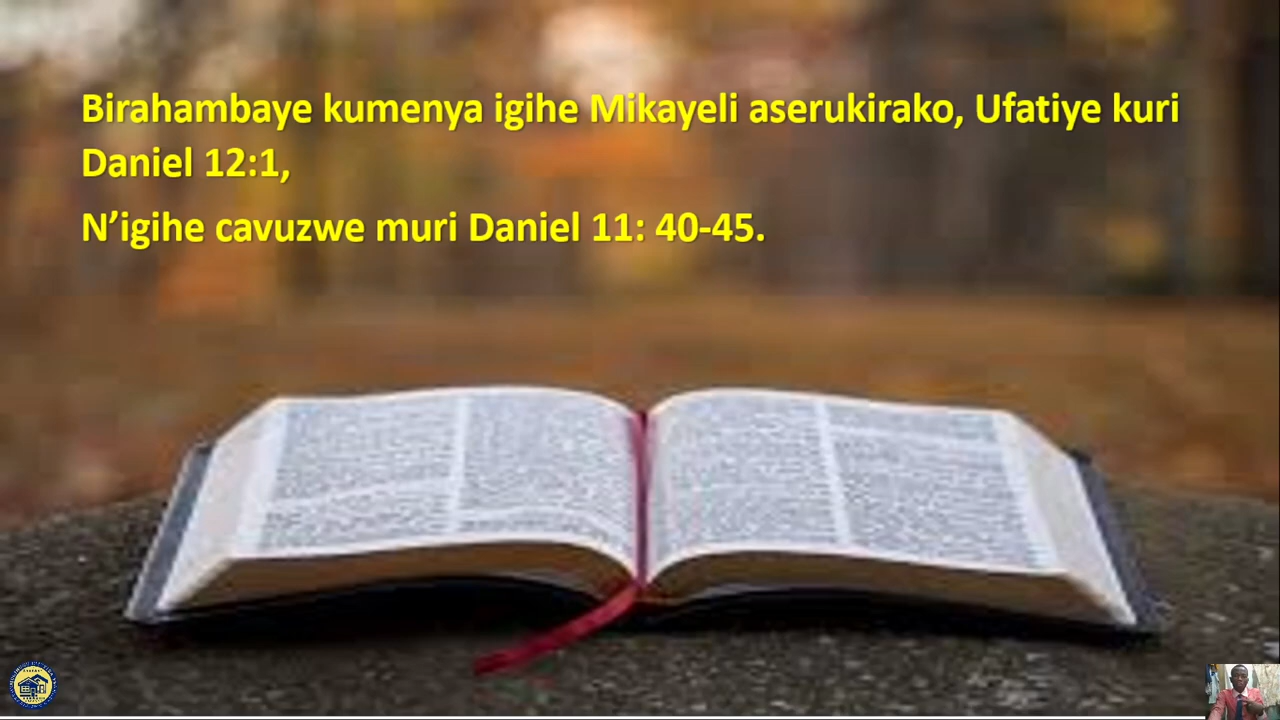 Birahambaye kumenya igihe Mikayeli aserukirako, Ufatiye kuri
Daniel 12:1,
N’igihe cavuzwe muri Daniel 11: 40-45.